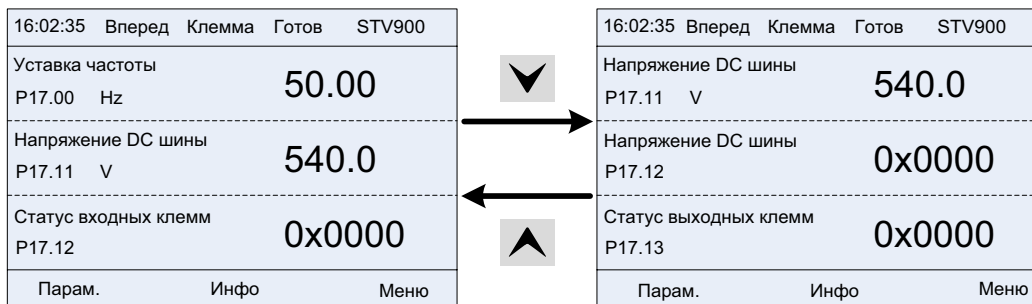 16:02:35 Вперед Клемма Готов STV900
Уставка частоты
P17.00 Hz 50.00
Напряжение DC шины
P17.11 V 540.0
Статус входных клемм
P17.12 0x0000
Парам. Инфо Меню
16:02:35 Вперед Клемма Готов STV900
Напряжение DC шины
P17.11 V 540.0
Напряжение DC шины
P17.12 0x0000
Статус выходных клемм
P17.13 0x0000
Парам. Инфо Меню